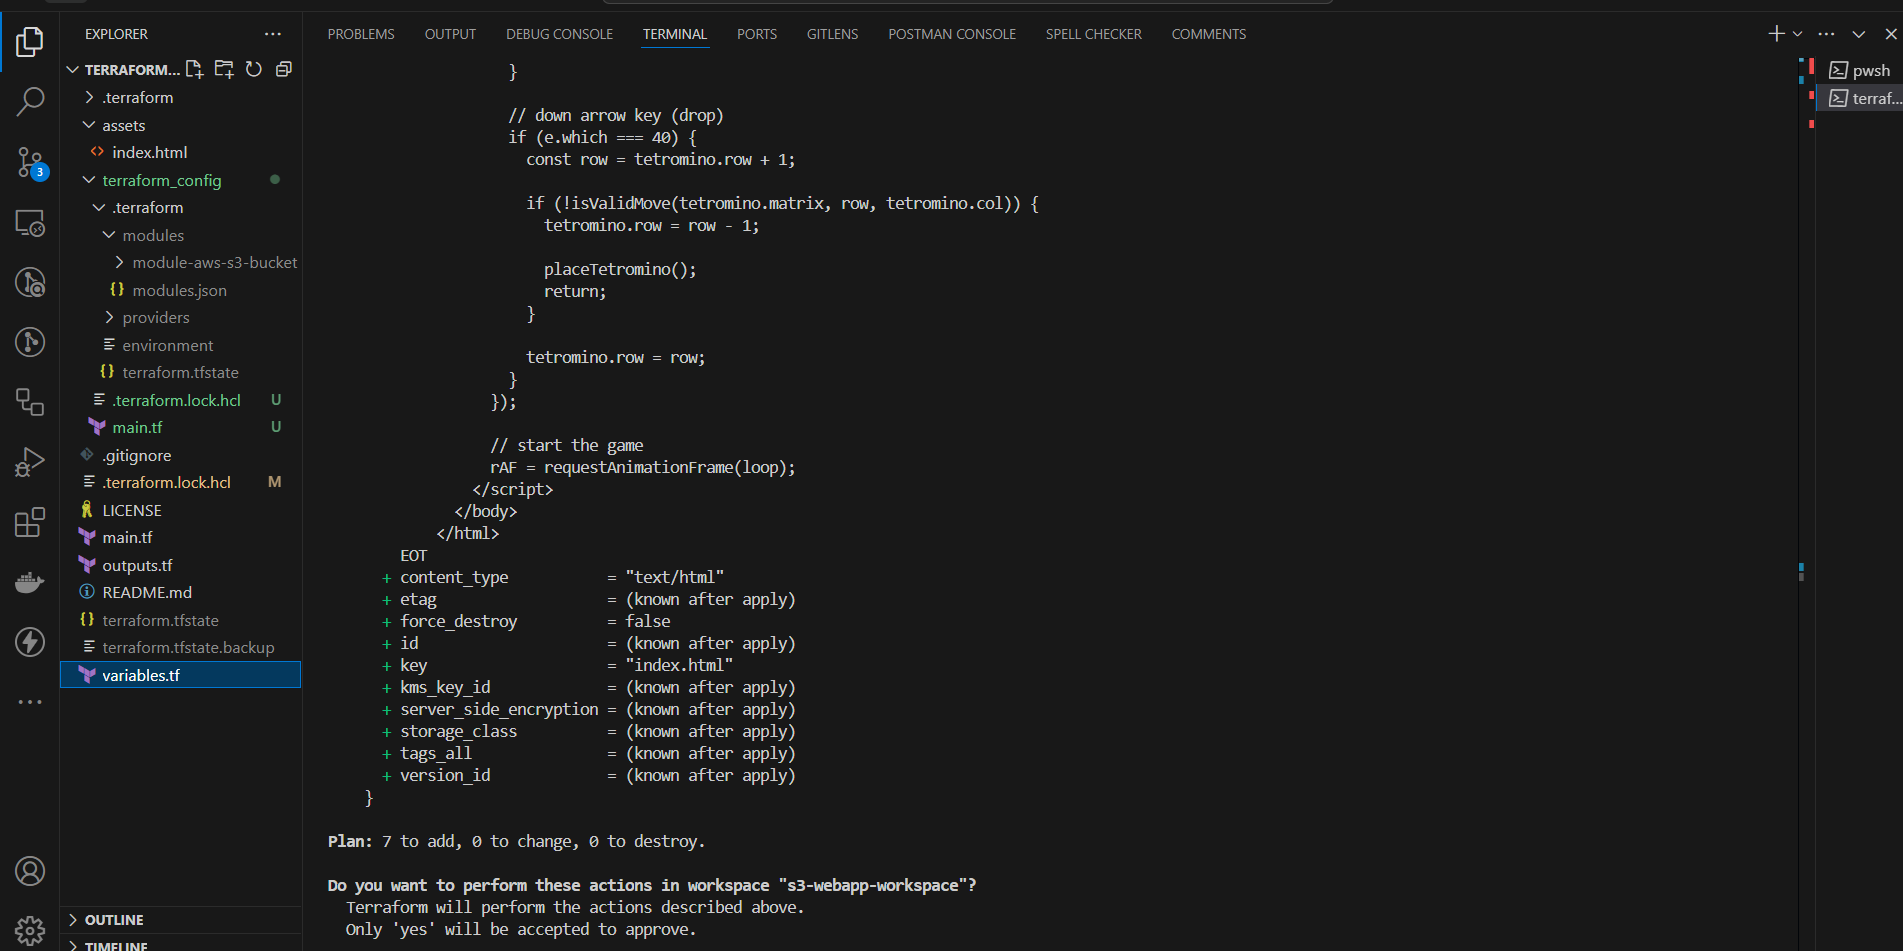 EXPLORER
TERRAFORM...
.terraform
assets
index.html
terraform_config
.terraform
modules
module-aws-s3-bucket
modules.json
providers
environment
terraform.tfstate
.terraform.lock.hcl U
main.tf U
.gitignore
.terraform.lock.hcl M
LICENSE
main.tf
outputs.tf
README.md
terraform.tfstate
terraform.tfstate.backup
variables.tf
OUTLINE
TIMELINE
3
PROBLEMS OUTPUT DEBUG CONSOLE TERMINAL PORTS GITLENS POSTMAN CONSOLE SPELL CHECKER COMMENTS
}
// down arrow key (drop)
if (e.which === 40) {
const row = tetromino.row + 1;
if (!isValidMove(tetromino.matrix, row, tetromino.col)) {
tetromino.row = row - 1;
placeTetromino();
return;
}
tetromino.row = row;
}
});
// start the game
rAF = requestAnimationFrame(loop);
</script>
</body>
</html>
EOT
+ content_type = "text/html"
+ etag = (known after apply)
+ force_destroy = false
+ id = (known after apply)
+ key = "index.html"
+ kms_key_id = (known after apply)
+ server_side_encryption = (known after apply)
+ storage_class = (known after apply)
+ tags_all = (known after apply)
+ version_id = (known after apply)
}
Plan: 7 to add, 0 to change, 0 to destroy.
Do you want to perform these actions in workspace "s3-webapp-workspace"?
Terraform will perform the actions described above.
Only 'yes' will be accepted to approve.
pwsh
terraf...